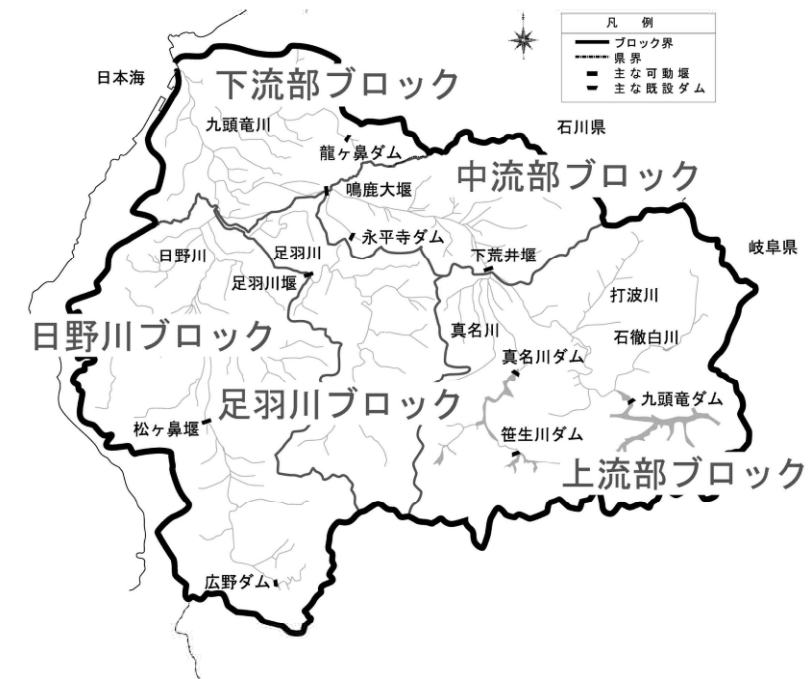 凡 例
ブロック界
県界
主な可動堰
主な既設ダム
日本海
下流部ブロック
九頭竜川
石川県
龍ヶ鼻ダム
中流部ブロック
鳴鹿大堰
永平寺ダム
日野川
足羽川
足羽川堰
下荒井堰
岐阜県
打波川
石徹白川
真名川
日野川ブロック
真名川ダム
足羽川ブロック
九頭竜ダム
松ヶ鼻堰
笹生川ダム
上流部ブロック
広野ダム